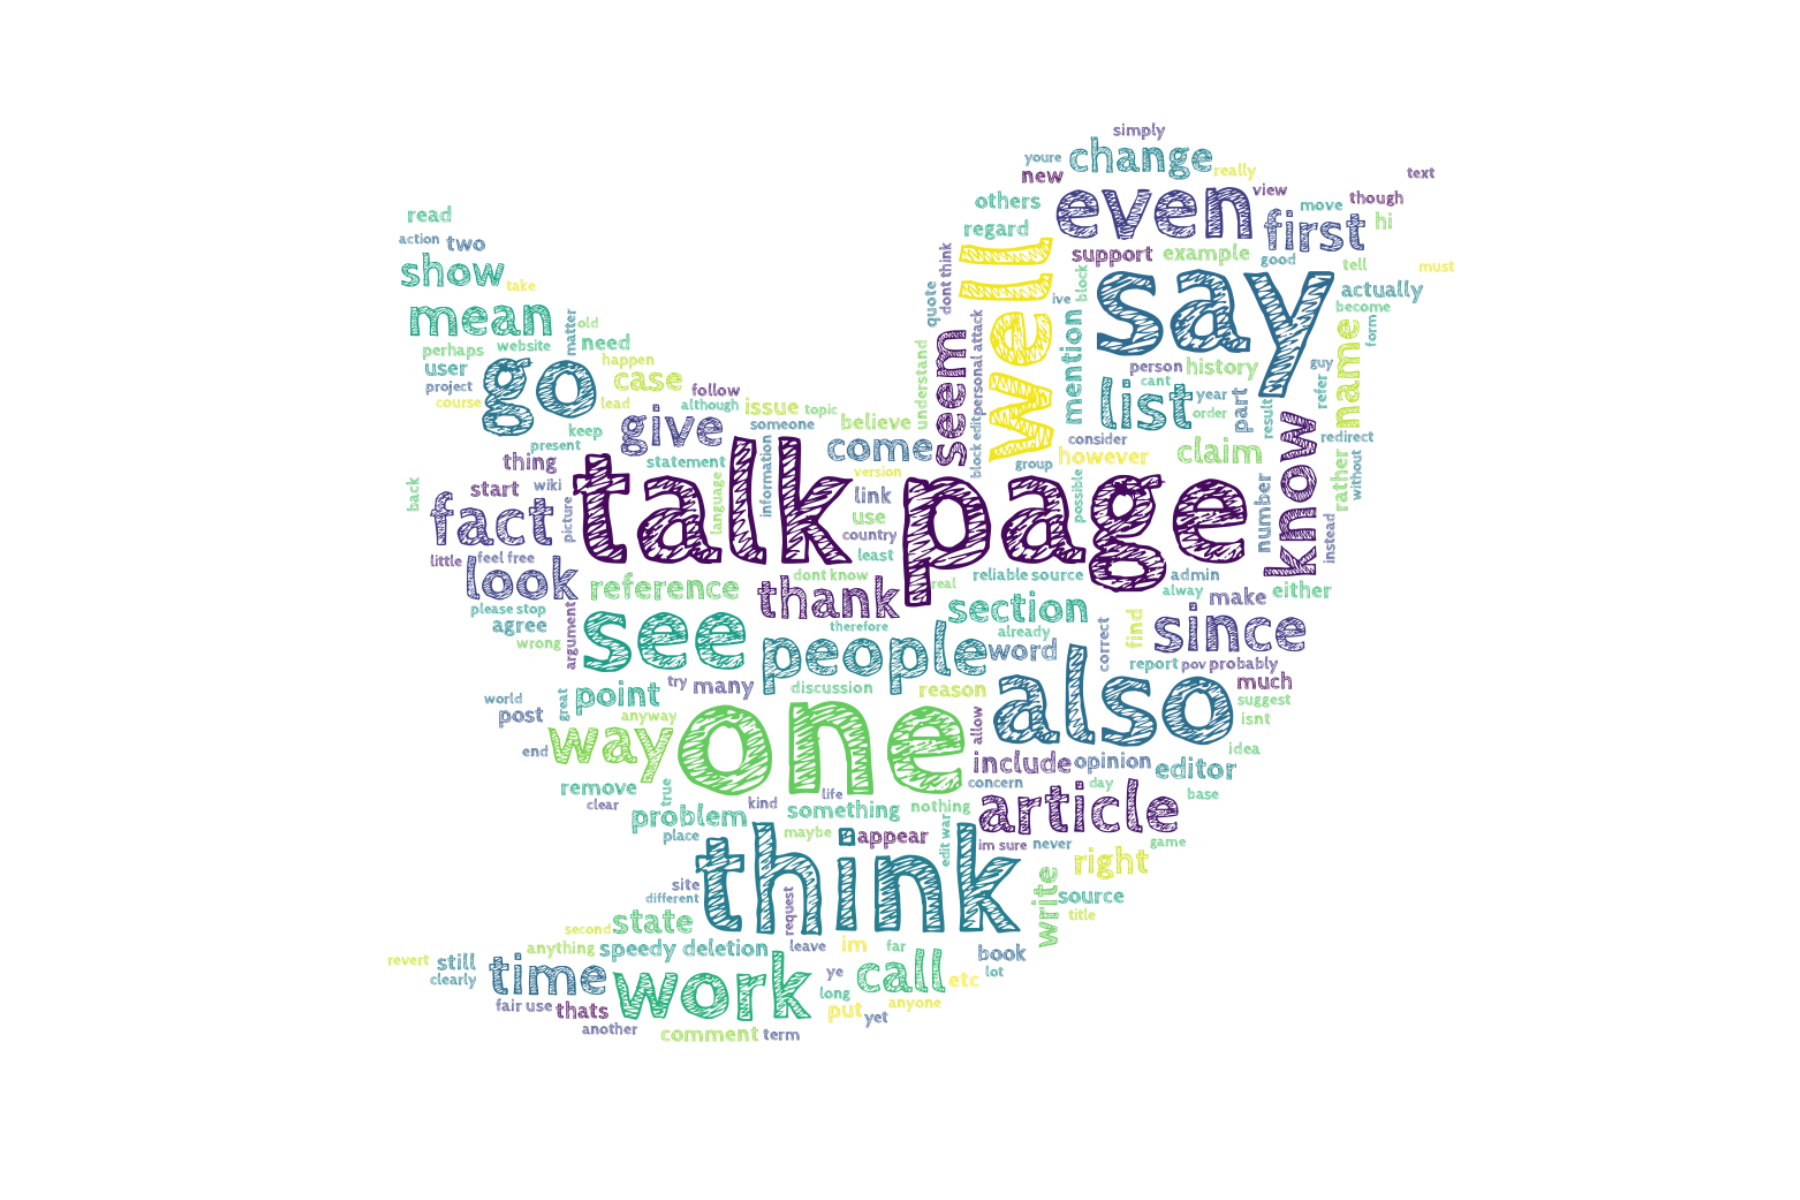 simply
youre
change
really
new
view
text
though
others
even
move
hi
regard
first
read
action
two
show
take
mean
dont think
well
support
example
good
tell
must
say
actually
become
quote
ive
block
matter
old
need
perhaps
website
happen
user
project
course
go
case
lead
follow
although
issue
topic
believe
understand
seem
block edit
personal attack
mention
person
history
cant
list
year
order
part
guy
refer
name
form
result
redirect
keep
present
give
someone
come
consider
however
claim
know
thing
statement
version
group
start
wiki
back
fact
picture
talk page
language
information
link
use
country
least
possible
number
rather
without
instead
little
feel free
look
reference
dont know
real
reliable source
admin
alway
make
either
please stop
agree
wrong
argument
thank
therefore
section
already
see
people
word
correct
find
since
report
pov
probably
much
suggest
isnt
idea
world
post
great
point
try
many
discussion
reason
also
allow
end
way
anyway
one
include
opinion
editor
concern
day
base
remove
clear
true
problem
place
kind
life
something
nothing
maybe
appear
edit war
article
im sure
never
game
right
think
site
different
request
write
source
title
second
state
anything
speedy deletion
leave
im
far
book
revert
still
clearly
time
work
ye
call
etc
lot
long
fair use
thats
put
yet
anyone
another
comment
term